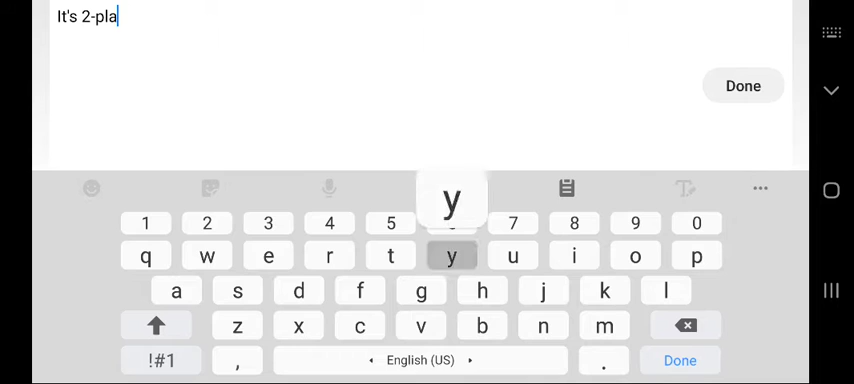 It's 2-pla
Done
y
1 2 3 4 5 7 8 9 0
q w e r t y u i o p
a s d f g h j k l
z x c v b n m
!#1 , English (US) . Done